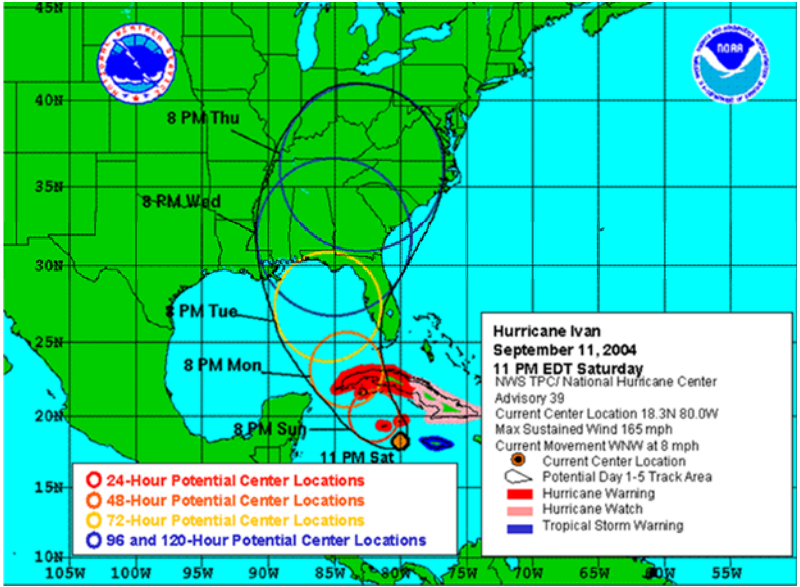 45N
NATIONAL WEATHER SERVICE
NOAA
40N
8 PM Thu
35N
8 PM Wed
30N
8 PM Tue
25N
8 PM Mon
20N
8 PM Sun
11 PM Sat
15N
10N
105W 100W 95W 90W 85W 80W 75W 70W 65W 60W 55W
Hurricane Ivan
September 11, 2004
11 PM EDT Saturday
NWS TPC/ National Hurricane Center
Advisory 39
Current Center Location 18.3N 80.0W
Max Sustained Wind 165 mph
Current Movement WNW at 8 mph
Current Center Location
Potential Day 1-5 Track Area
Hurricane Warning
Hurricane Watch
Tropical Storm Warning
24-Hour Potential Center Locations
48-Hour Potential Center Locations
72-Hour Potential Center Locations
96 and 120-Hour Potential Center Locations